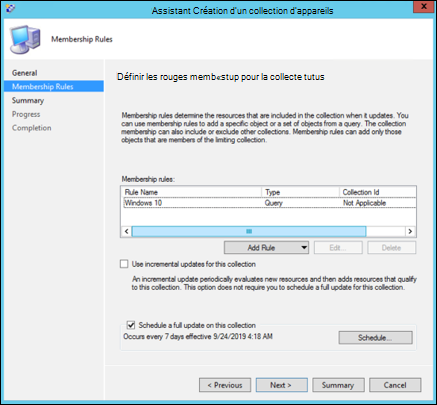 Assistant Création d'un collection d'appareils
Membership Rules
General
Membership Rules
Summary
Progress
Completion
Définir les rouges memb«stup pour la collecte tutus
Membership rules determine the resources that are included in the collection when it updates. You
can use membership rules to add a specific object or a set of objects from a query. The collection
membership can also include or exclude other collections. Membership rules can add only those
objects that are members of the limiting collection.
Membership rules:
Rule Name Type Collection Id
Windows 10 Query Not Applicable
Add Rule Edit... Delete
Use incremental updates for this collection
An incremental update periodically evaluates new resources and then adds resources that qualify
to this collection. This option does not require you to schedule a full update for this collection.
Schedule a full update on this collection
Occurs every 7 days effective 9/24/2019 4:18 AM
Schedule...
< Previous Next > Summary Cancel